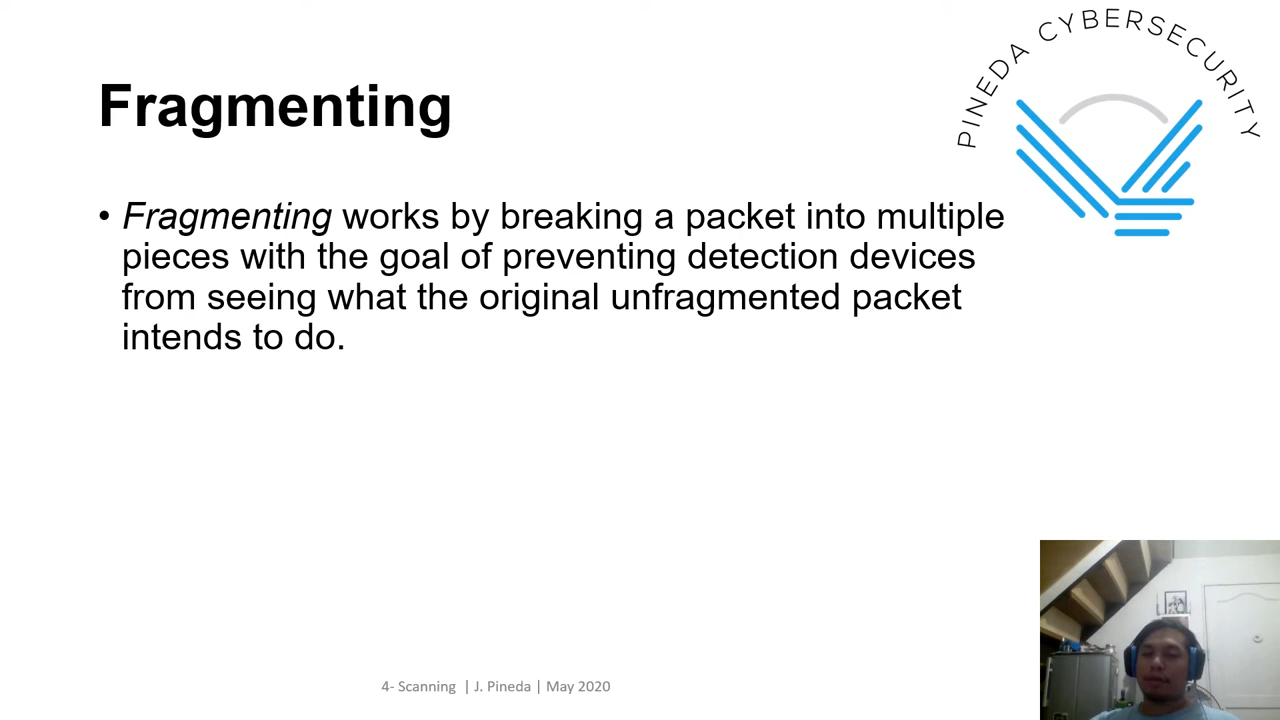 PINEDA CYBERSECURITY
Fragmenting
• Fragmenting works by breaking a packet into multiple
pieces with the goal of preventing detection devices
from seeing what the original unfragmented packet
intends to do.
4- Scanning | J. Pineda | May 2020